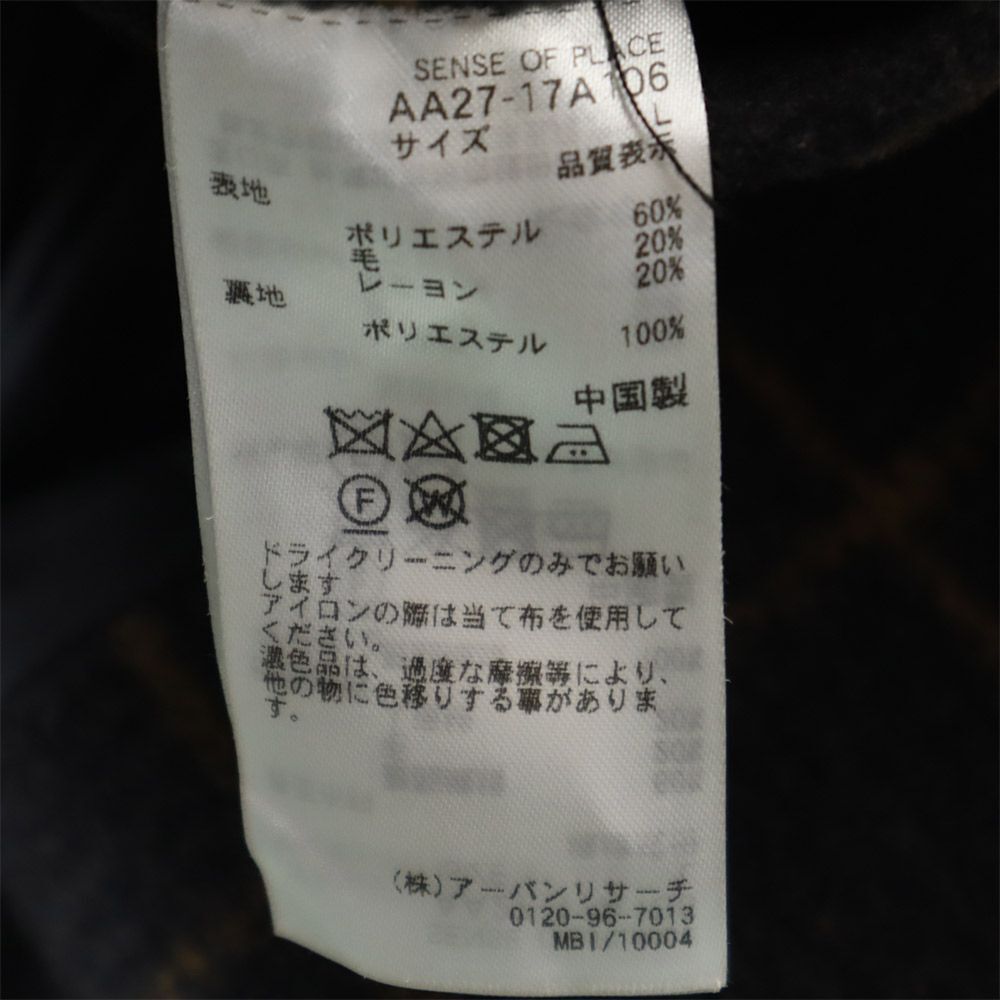 SENSE OF PLACE
AA27-17A106
サイズ L
品質表示
表地
ポリエステル 60%
毛 20%
レーヨン 20%
裏地
ポリエステル 100%
中国製
F
W
ドライクリーニングのみでお願い
します
アイロンの際は当て布を使用して
ください。
濃色品は、過度な摩擦等により、
他の物に色移りする事がありま
す。
(株)アーバンリサーチ
0120-96-7013
MBI/10004